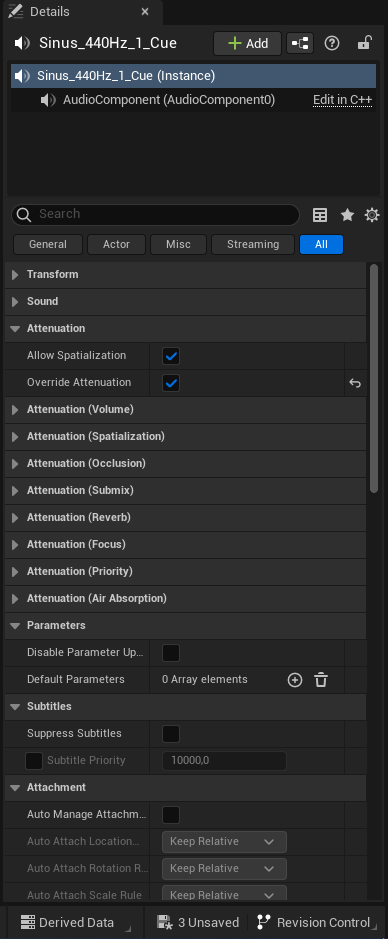 Details
Sinus_440Hz_1_Cue
Add
Sinus_440Hz_1_Cue (Instance)
AudioComponent (AudioComponent0) Edit in C++
Search
General Actor Misc Streaming All
Transform
Sound
Attenuation
Allow Spatialization
Override Attenuation
Attenuation (Volume)
Attenuation (Spatialization)
Attenuation (Occlusion)
Attenuation (Submix)
Attenuation (Reverb)
Attenuation (Focus)
Attenuation (Priority)
Attenuation (Air Absorption)
Parameters
Disable Parameter Up...
Default Parameters 0 Array elements
Subtitles
Suppress Subtitles
Subtitle Priority 10000,0
Attachment
Auto Manage Attachm...
Auto Attach Location... Keep Relative
Auto Attach Rotation R... Keep Relative
Auto Attach Scale Rule Keep Relative
Derived Data 3 Unsaved Revision Control